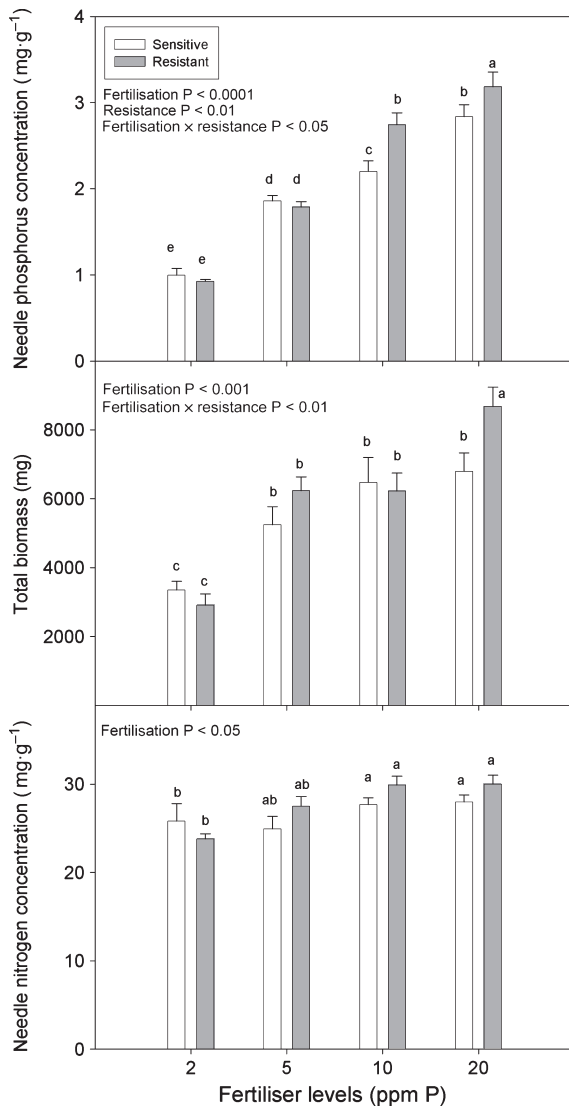 Needle phosphorus concentration (mg·g⁻¹)
4
3
2
1
0
Sensitive
Resistant
Fertilisation P < 0.0001
Resistance P < 0.01
Fertilisation × resistance P < 0.05
e
e
d
d
c
b
b
a
Total biomass (mg)
8000
6000
4000
2000
Fertilisation P < 0.001
Fertilisation × resistance P < 0.01
c
c
b
b
b
b
b
a
Needle nitrogen concentration (mg·g⁻¹)
30
20
10
0
Fertilisation P < 0.05
b
b
ab
ab
a
a
a
a
2
5
10
20
Fertiliser levels (ppm P)